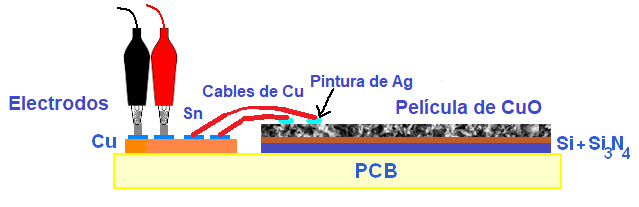 Electrodos
Cables de Cu
Pintura de Ag
Sn
Película de CuO
Cu
Si + Si3N4
PCB